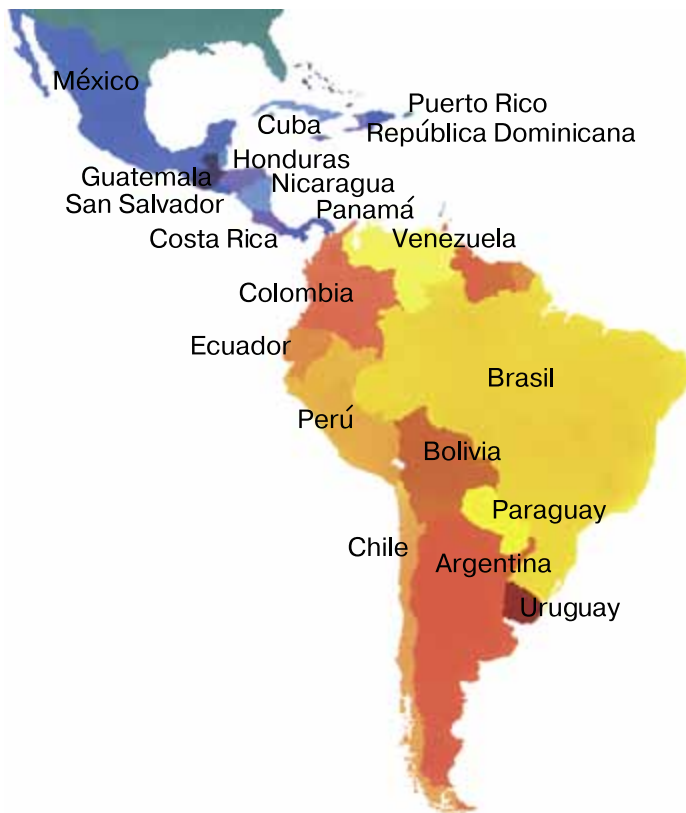 México
Puerto Rico
Cuba
República Dominicana
Honduras
Guatemala
Nicaragua
San Salvador
Panamá
Costa Rica
Venezuela
Colombia
Ecuador
Brasil
Perú
Bolivia
Paraguay
Chile
Argentina
Uruguay